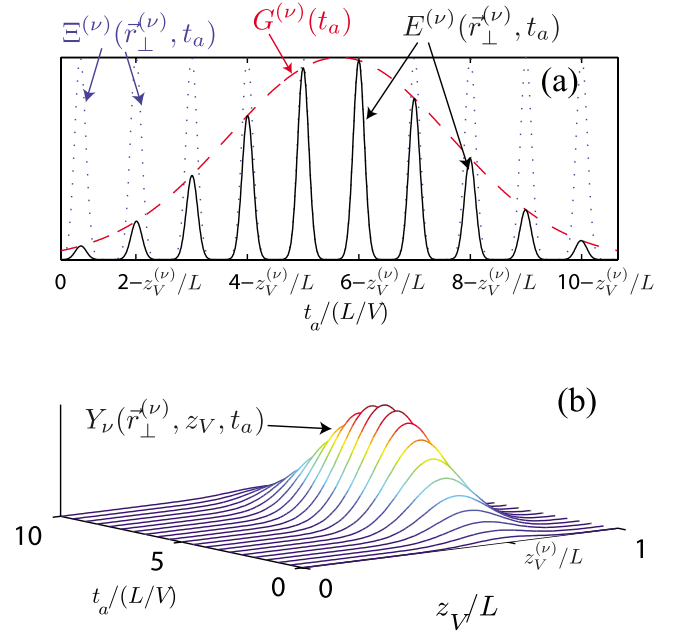 Ξ^(ν)(r⃗_⊥^(ν), t_a) G^(ν)(t_a) E^(ν)(r⃗_⊥^(ν), t_a)
(a)
0 2−z_V^(ν)/L 4−z_V^(ν)/L 6−z_V^(ν)/L 8−z_V^(ν)/L 10−z_V^(ν)/L
t_a/(L/V)
(b)
Y_ν(r⃗_⊥^(ν), z_V, t_a)
10 5 0
t_a/(L/V)
0 z_V^(ν)/L 1
z_V/L